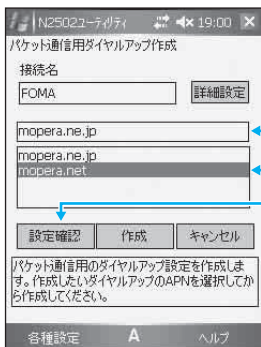 N2502ユーティリティ 19:00
パケット通信用ダイヤルアップ作成
接続名
FOMA 詳細設定
mopera.ne.jp
mopera.ne.jp
mopera.net
設定確認 作成 キャンセル
パケット通信用のダイヤルアップ設定を作成しま
す。作成したいダイヤルアップのAPNを選択してか
ら作成してください。
各種設定 A ヘルプ